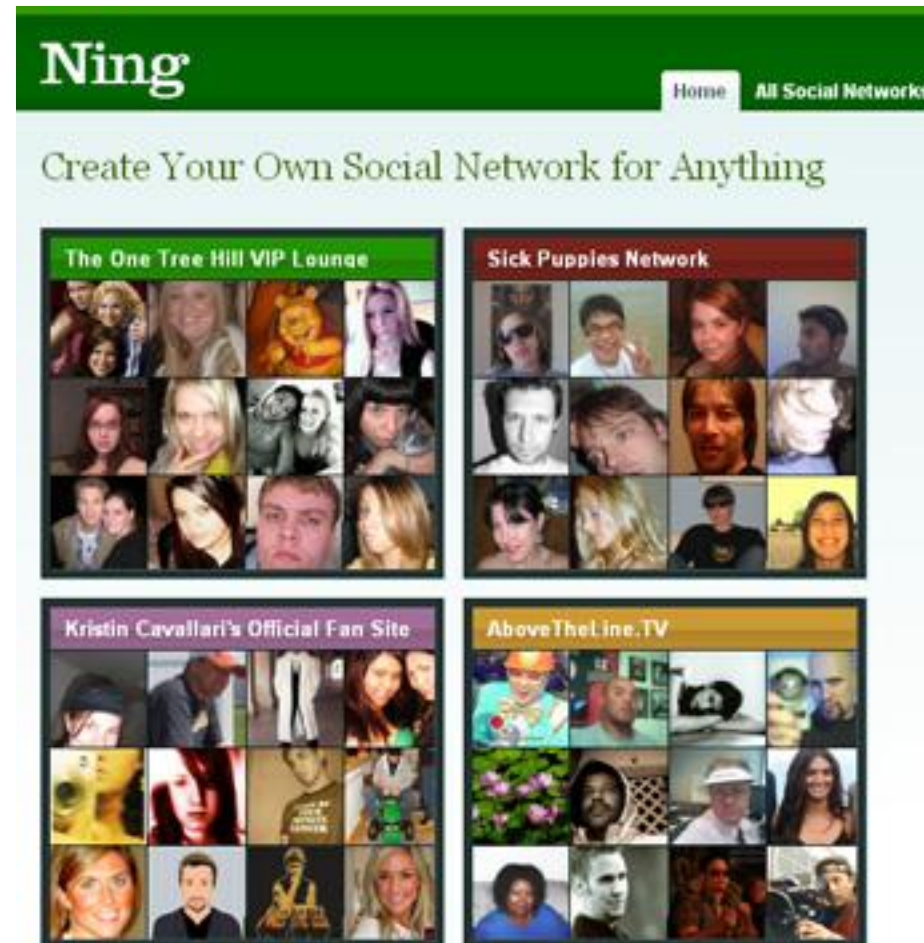 Ning
Home All Social Networks
Create Your Own Social Network for Anything
The One Tree Hill VIP Lounge
Sick Puppies Network
Kristin Cavallari's Official Fan Site
AboveTheLine.TV